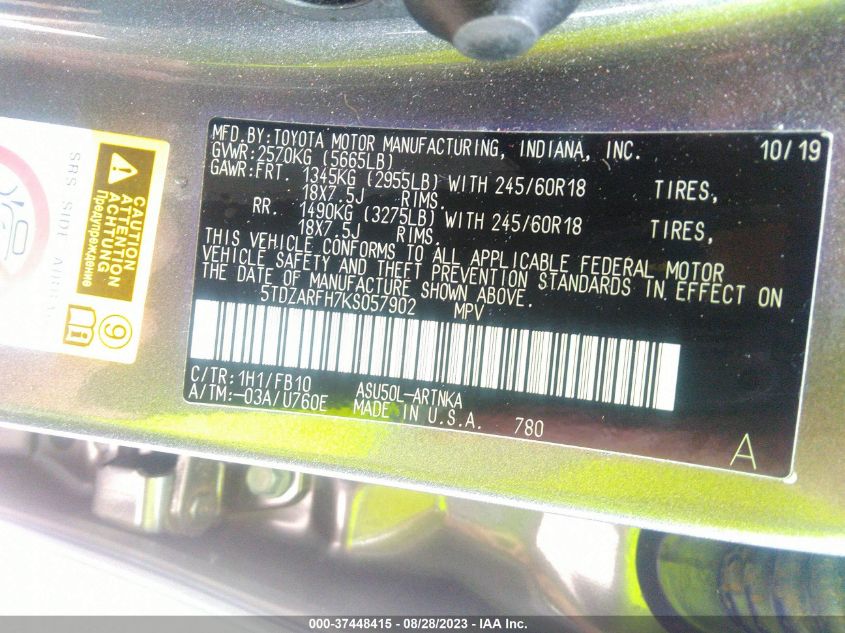 MFD.BY:TOYOTA MOTOR MANUFACTURING, INDIANA, INC. 10/19
GVWR:2570KG (5665LB)
GAWR:FRT. 1345KG (2955LB) WITH 245/60R18 TIRES,
18X7.5J RIMS,
RR. 1490KG (3275LB) WITH 245/60R18 TIRES,
18X7.5J RIMS,
THIS VEHICLE CONFORMS TO ALL APPLICABLE FEDERAL MOTOR
VEHICLE SAFETY AND THEFT PREVENTION STANDARDS IN EFFECT ON
THE DATE OF MANUFACTURE SHOWN ABOVE.
5TDZARFH7KS057902 MPV
C/TR:1H1/FB10 ASU50L-ARTNKA
A/TM:-03A/U760E MADE IN U.S.A. 780
A
SRS SIDE AIRBAG
CAUTION
ATTENTION
ACHTUNG
Предупреждение
9
000-37448415 - 08/28/2023 - IAA Inc.